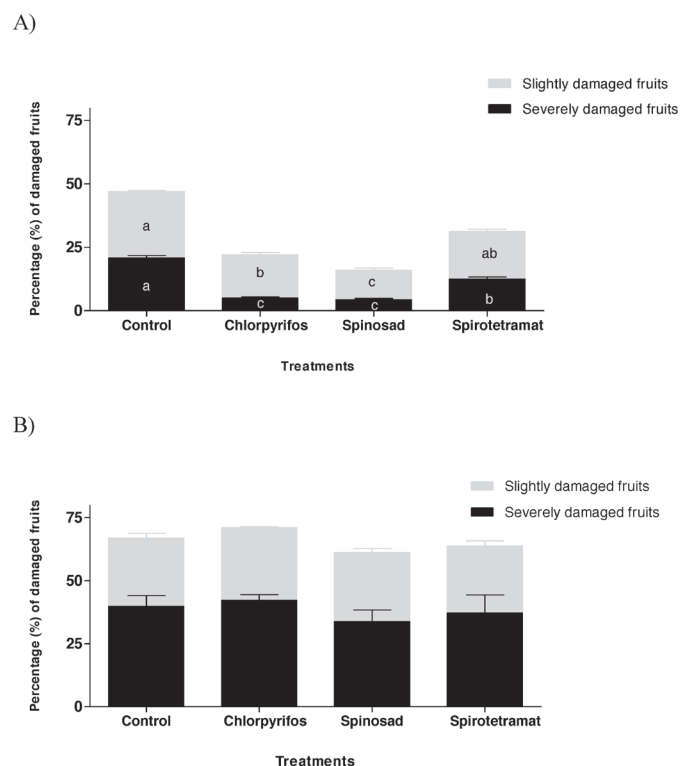 A)
Slightly damaged fruits
Severely damaged fruits
Percentage (%) of damaged fruits
75
50
25
0
a
b
c
ab
a
c
c
b
Control Chlorpyrifos Spinosad Spirotetramat
Treatments
B)
Slightly damaged fruits
Severely damaged fruits
Percentage (%) of damaged fruits
75
50
25
0
Control Chlorpyrifos Spinosad Spirotetramat
Treatments